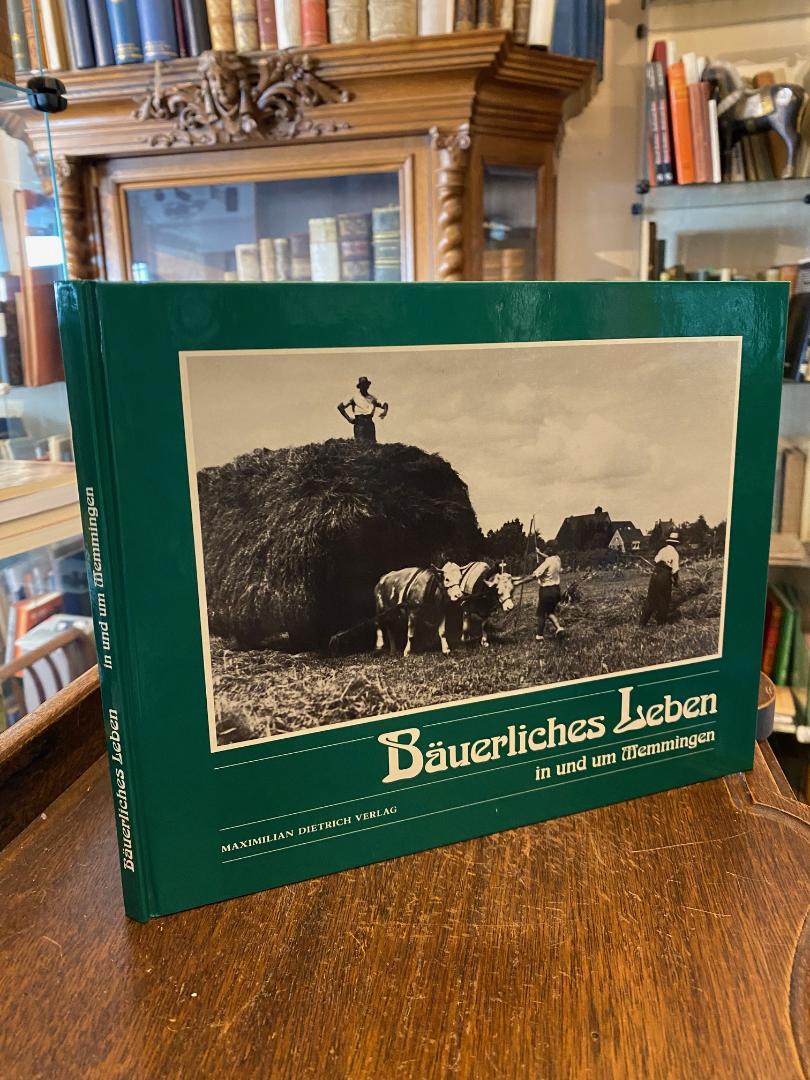 Bäuerliches Leben
in und um Memmingen
MAXIMILIAN DIETRICH VERLAG
Bäuerliches Leben in und um Memmingen